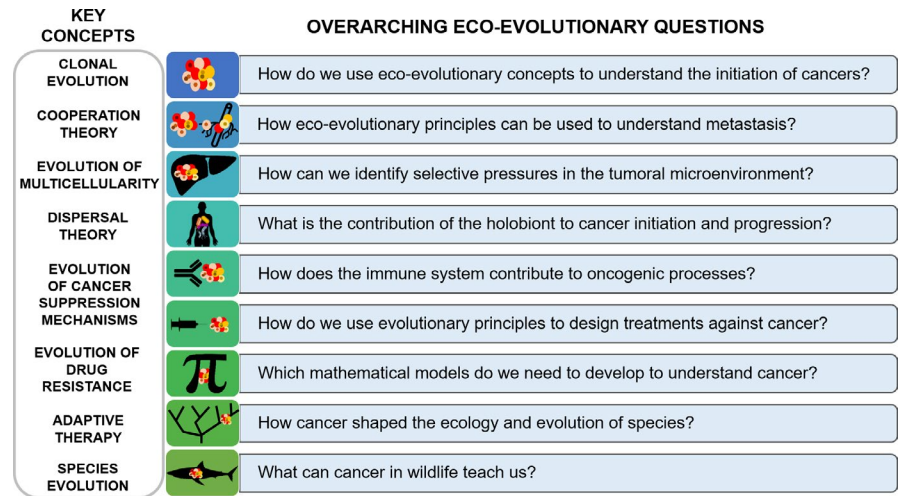 KEY
CONCEPTS
OVERARCHING ECO-EVOLUTIONARY QUESTIONS
CLONAL
EVOLUTION
COOPERATION
THEORY
EVOLUTION OF
MULTICELLULARITY
DISPERSAL
THEORY
EVOLUTION
OF CANCER
SUPPRESSION
MECHANISMS
EVOLUTION OF
DRUG
RESISTANCE
ADAPTIVE
THERAPY
SPECIES
EVOLUTION
How do we use eco-evolutionary concepts to understand the initiation of cancers?
How eco-evolutionary principles can be used to understand metastasis?
How can we identify selective pressures in the tumoral microenvironment?
What is the contribution of the holobiont to cancer initiation and progression?
How does the immune system contribute to oncogenic processes?
How do we use evolutionary principles to design treatments against cancer?
π
Which mathematical models do we need to develop to understand cancer?
How cancer shaped the ecology and evolution of species?
What can cancer in wildlife teach us?